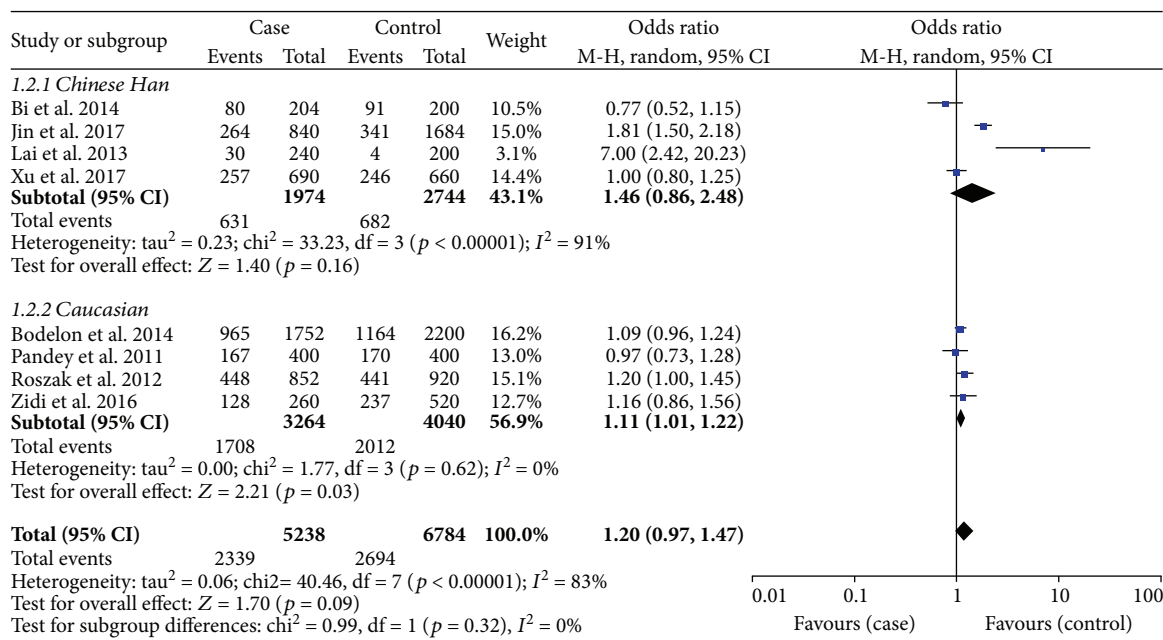 Study or subgroup Case Control Weight Odds ratio Odds ratio
Events Total Events Total M-H, random, 95% CI M-H, random, 95% CI
1.2.1 Chinese Han
Bi et al. 2014 80 204 91 200 10.5% 0.77 (0.52, 1.15)
Jin et al. 2017 264 840 341 1684 15.0% 1.81 (1.50, 2.18)
Lai et al. 2013 30 240 4 200 3.1% 7.00 (2.42, 20.23)
Xu et al. 2017 257 690 246 660 14.4% 1.00 (0.80, 1.25)
Subtotal (95% CI) 1974 2744 43.1% 1.46 (0.86, 2.48)
Total events 631 682
Heterogeneity: tau² = 0.23; chi² = 33.23, df = 3 (p < 0.00001); I² = 91%
Test for overall effect: Z = 1.40 (p = 0.16)
1.2.2 Caucasian
Bodelon et al. 2014 965 1752 1164 2200 16.2% 1.09 (0.96, 1.24)
Pandey et al. 2011 167 400 170 400 13.0% 0.97 (0.73, 1.28)
Roszak et al. 2012 448 852 441 920 15.1% 1.20 (1.00, 1.45)
Zidi et al. 2016 128 260 237 520 12.7% 1.16 (0.86, 1.56)
Subtotal (95% CI) 3264 4040 56.9% 1.11 (1.01, 1.22)
Total events 1708 2012
Heterogeneity: tau² = 0.00; chi² = 1.77, df = 3 (p = 0.62); I² = 0%
Test for overall effect: Z = 2.21 (p = 0.03)
Total (95% CI) 5238 6784 100.0% 1.20 (0.97, 1.47)
Total events 2339 2694
Heterogeneity: tau² = 0.06; chi2= 40.46, df = 7 (p < 0.00001); I² = 83%
Test for overall effect: Z = 1.70 (p = 0.09)
Test for subgroup differences: chi² = 0.99, df = 1 (p = 0.32), I² = 0%
0.01 0.1 1 10 100
Favours (case) Favours (control)